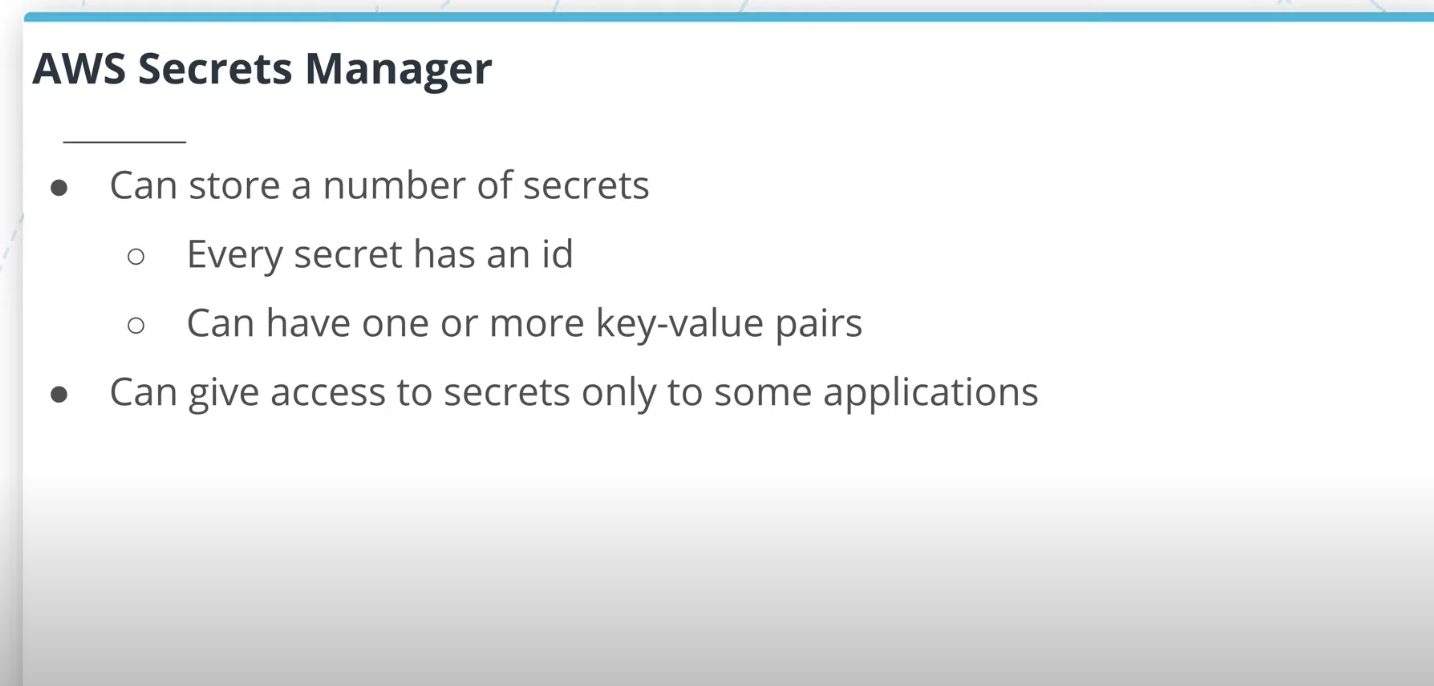 AWS Secrets Manager
● Can store a number of secrets
○ Every secret has an id
○ Can have one or more key-value pairs
● Can give access to secrets only to some applications